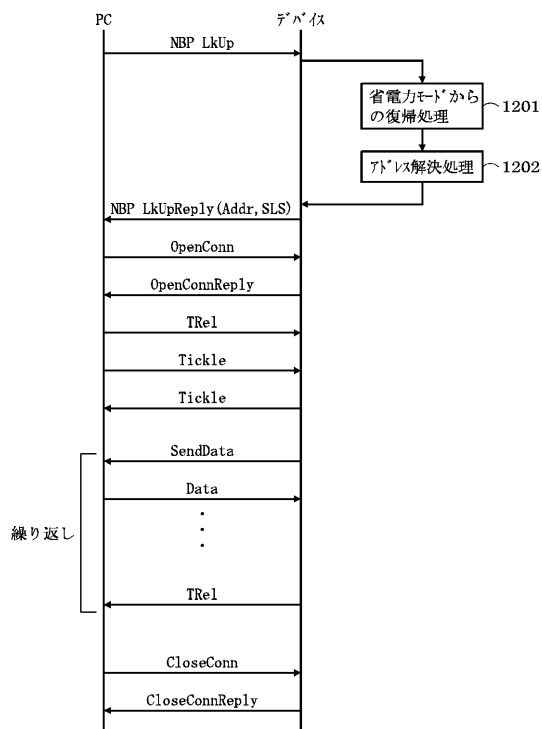 PC
デバイス
NBP LkUp
省電力モードから
の復帰処理
1201
アドレス解決処理
1202
NBP LkUpReply(Addr,SLS)
OpenConn
OpenConnReply
TRel
Tickle
Tickle
SendData
Data
繰り返し
TRel
CloseConn
CloseConnReply